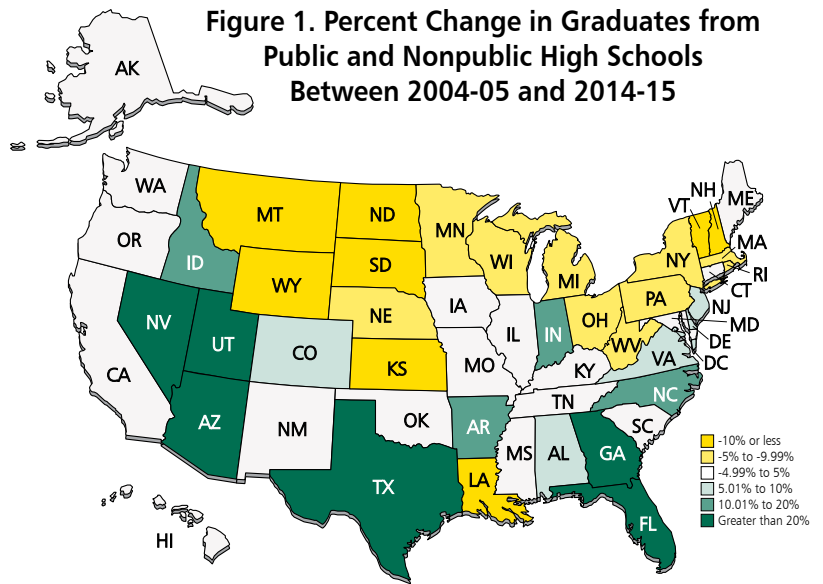 Figure 1. Percent Change in Graduates from
Public and Nonpublic High Schools
Between 2004-05 and 2014-15
AK
WA
OR
CA
ID
NV
MT
WY
UT
AZ
CO
NM
ND
SD
NE
KS
OK
TX
MN
IA
MO
AR
LA
WI
IL
MS
MI
IN
OH
KY
TN
AL
GA
FL
SC
NC
VA
WV
PA
NY
VT
NH
ME
MA
RI
CT
NJ
MD
DE
DC
HI
-10% or less
-5% to -9.99%
-4.99% to 5%
5.01% to 10%
10.01% to 20%
Greater than 20%